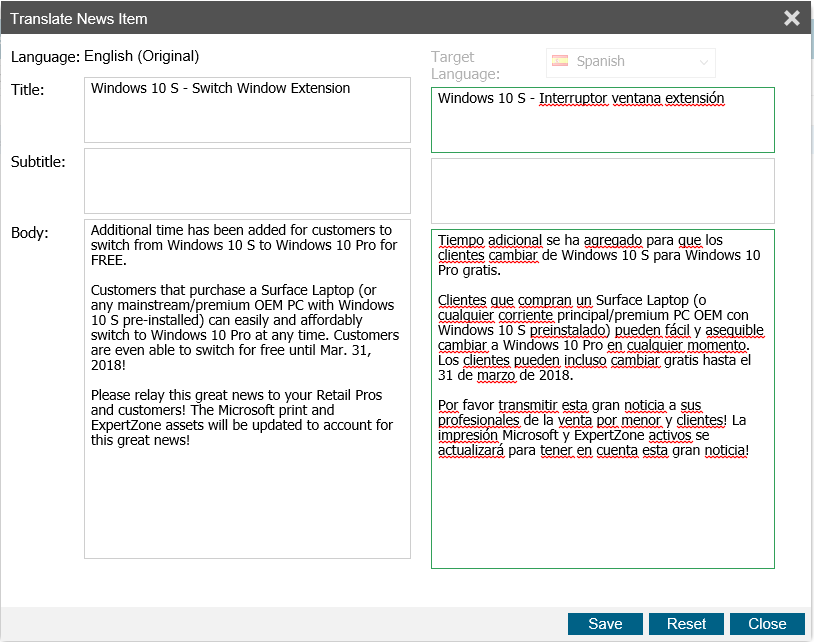 Translate News Item
Language: English (Original)
Target
Language:
Spanish
Title:
Windows 10 S - Switch Window Extension
Windows 10 S - Interruptor ventana extensión
Subtitle:
Body:
Additional time has been added for customers to
switch from Windows 10 S to Windows 10 Pro for
FREE.
Customers that purchase a Surface Laptop (or
any mainstream/premium OEM PC with Windows
10 S pre-installed) can easily and affordably
switch to Windows 10 Pro at any time. Customers
are even able to switch for free until Mar. 31,
2018!
Please relay this great news to your Retail Pros
and customers! The Microsoft print and
ExpertZone assets will be updated to account for
this great news!
Tiempo adicional se ha agregado para que los
clientes cambiar de Windows 10 S para Windows 10
Pro gratis.
Clientes que compran un Surface Laptop (o
cualquier corriente principal/premium PC OEM con
Windows 10 S preinstalado) pueden fácil y asequible
cambiar a Windows 10 Pro en cualquier momento.
Los clientes pueden incluso cambiar gratis hasta el
31 de marzo de 2018.
Por favor transmitir esta gran noticia a sus
profesionales de la venta por menor y clientes! La
impresión Microsoft y ExpertZone activos se
actualizará para tener en cuenta esta gran noticia!
Save
Reset
Close